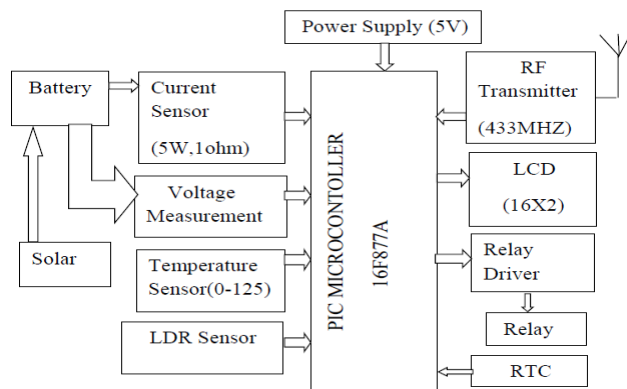 Power Supply (5V)
Battery
Current
Sensor
(5W,1ohm)
Voltage
Measurement
Solar
Temperature
Sensor(0-125)
LDR Sensor
PIC MICROCONTOLLER
16F877A
RF
Transmitter
(433MHZ)
LCD
(16X2)
Relay
Driver
Relay
RTC